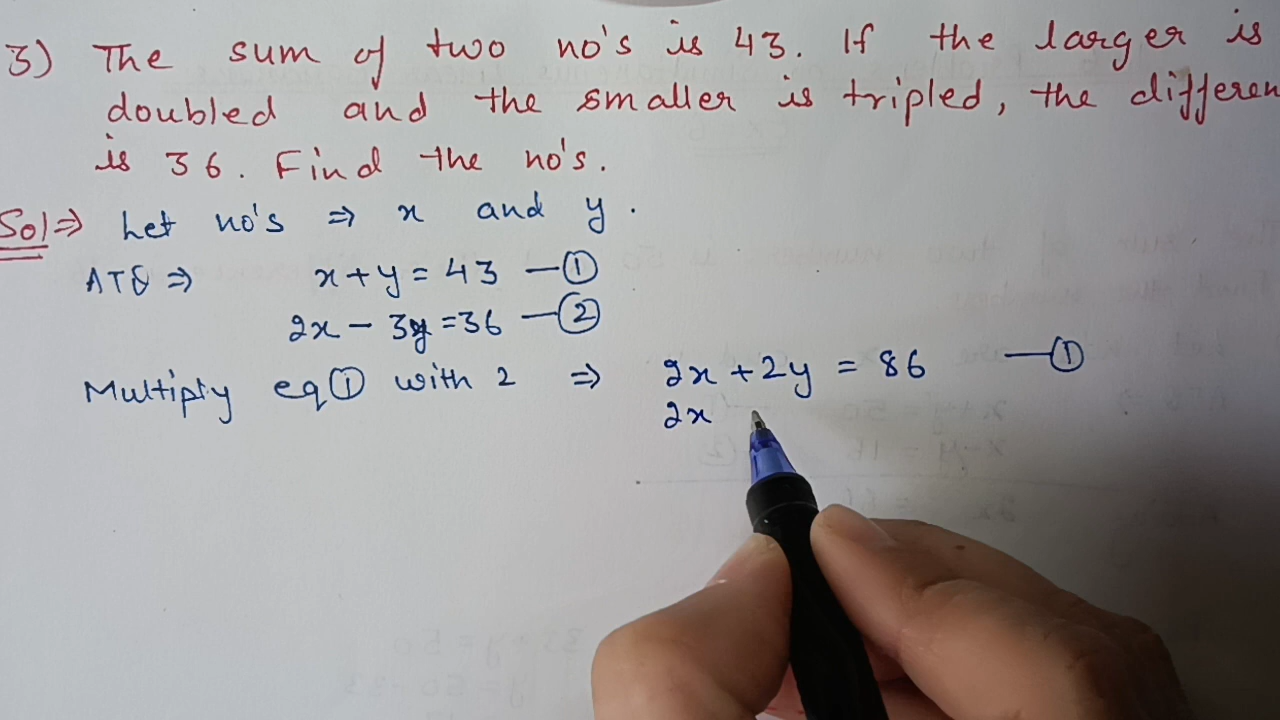 3) The sum of two no's is 43. If the larger is
doubled and the smaller is tripled, the differen
is 36. Find the no's.
Sol⇒ Let no's ⇒ x and y.
ATQ ⇒ x + y = 43 —①
2x − 3y = 36 —②
Multiply eq① with 2 ⇒ 2x + 2y = 86 —①
2x